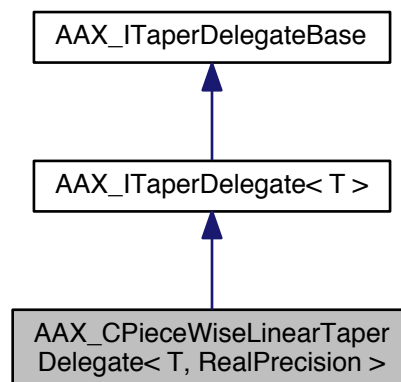 AAX_ITaperDelegateBase
AAX_ITaperDelegate< T >
AAX_CPieceWiseLinearTaper
Delegate< T, RealPrecision >